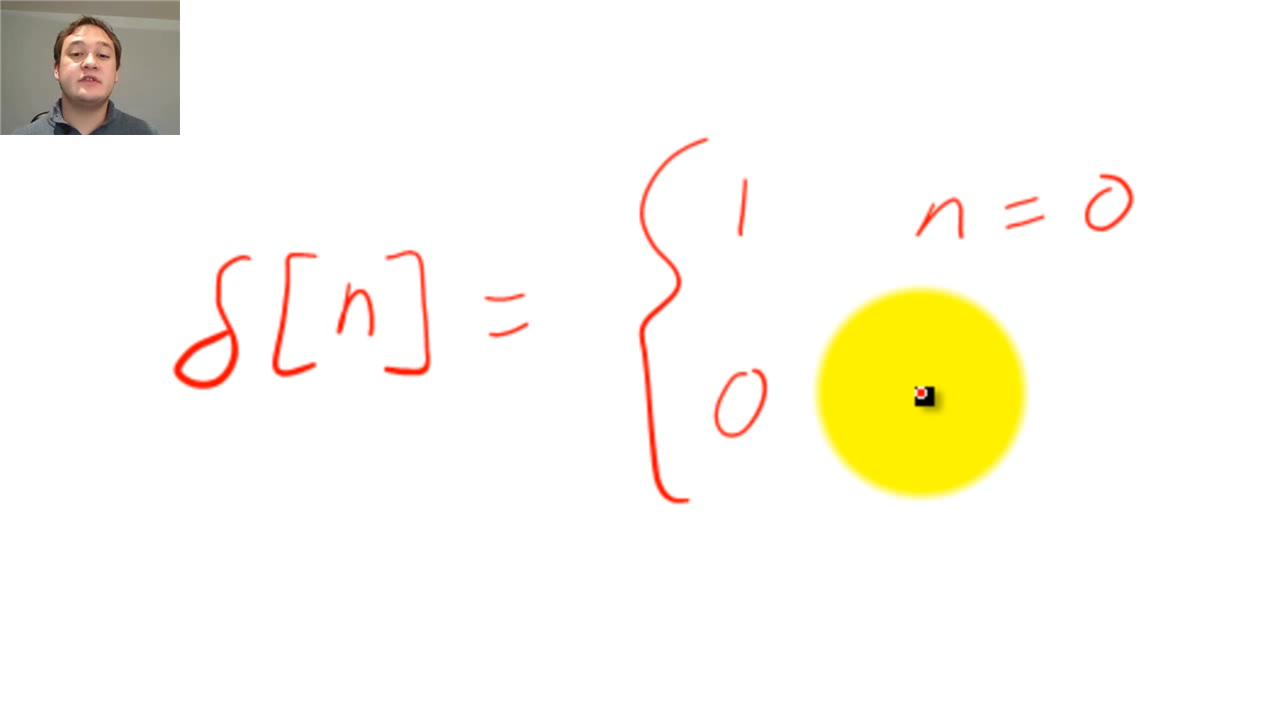 1 n = 0
δ[n] = {
0